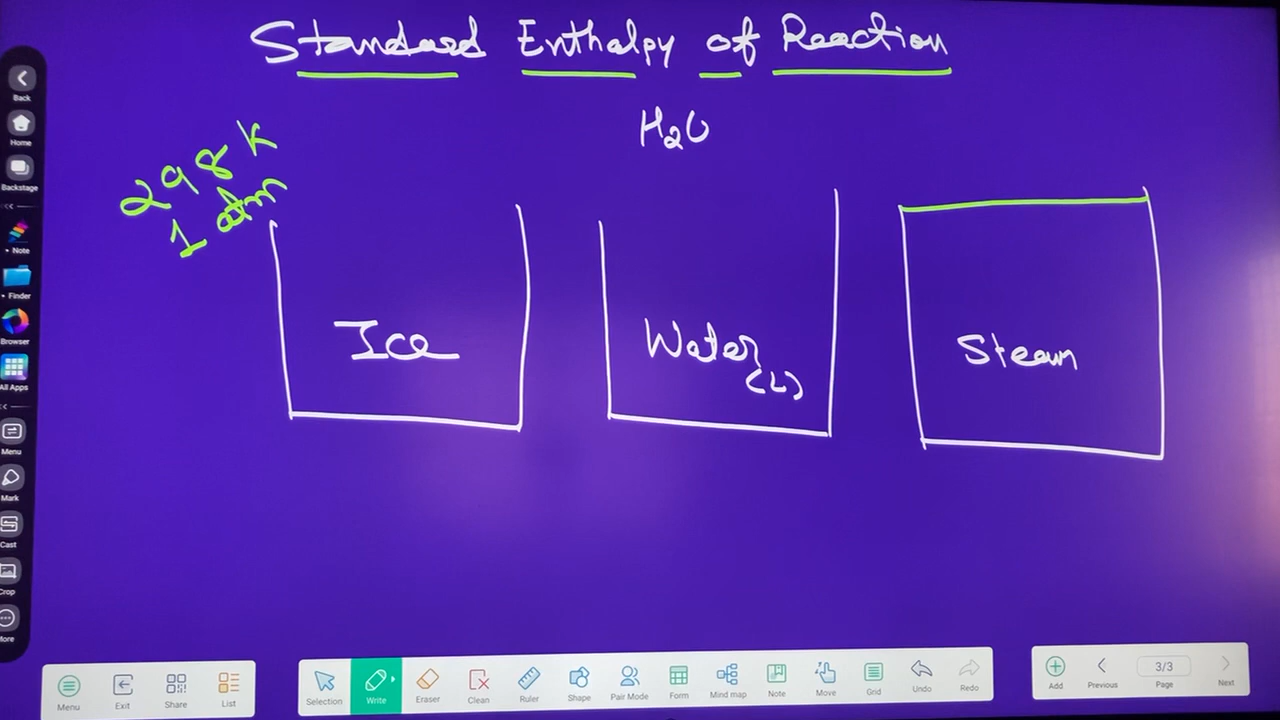 Standard Enthalpy of Reaction
H2O
298 K
1 atm
Ice
Water
(L)
Steam
Back
Home
Backstage
Note
Finder
Browser
All Apps
Menu
Mark
Cast
Crop
More
Menu
Exit
Share
List
Selection
Write
Eraser
Clean
Ruler
Shape
Pair Mode
Form
Mind map
Note
Move
Grid
Undo
Redo
Add
Previous
3/3
Page
Next